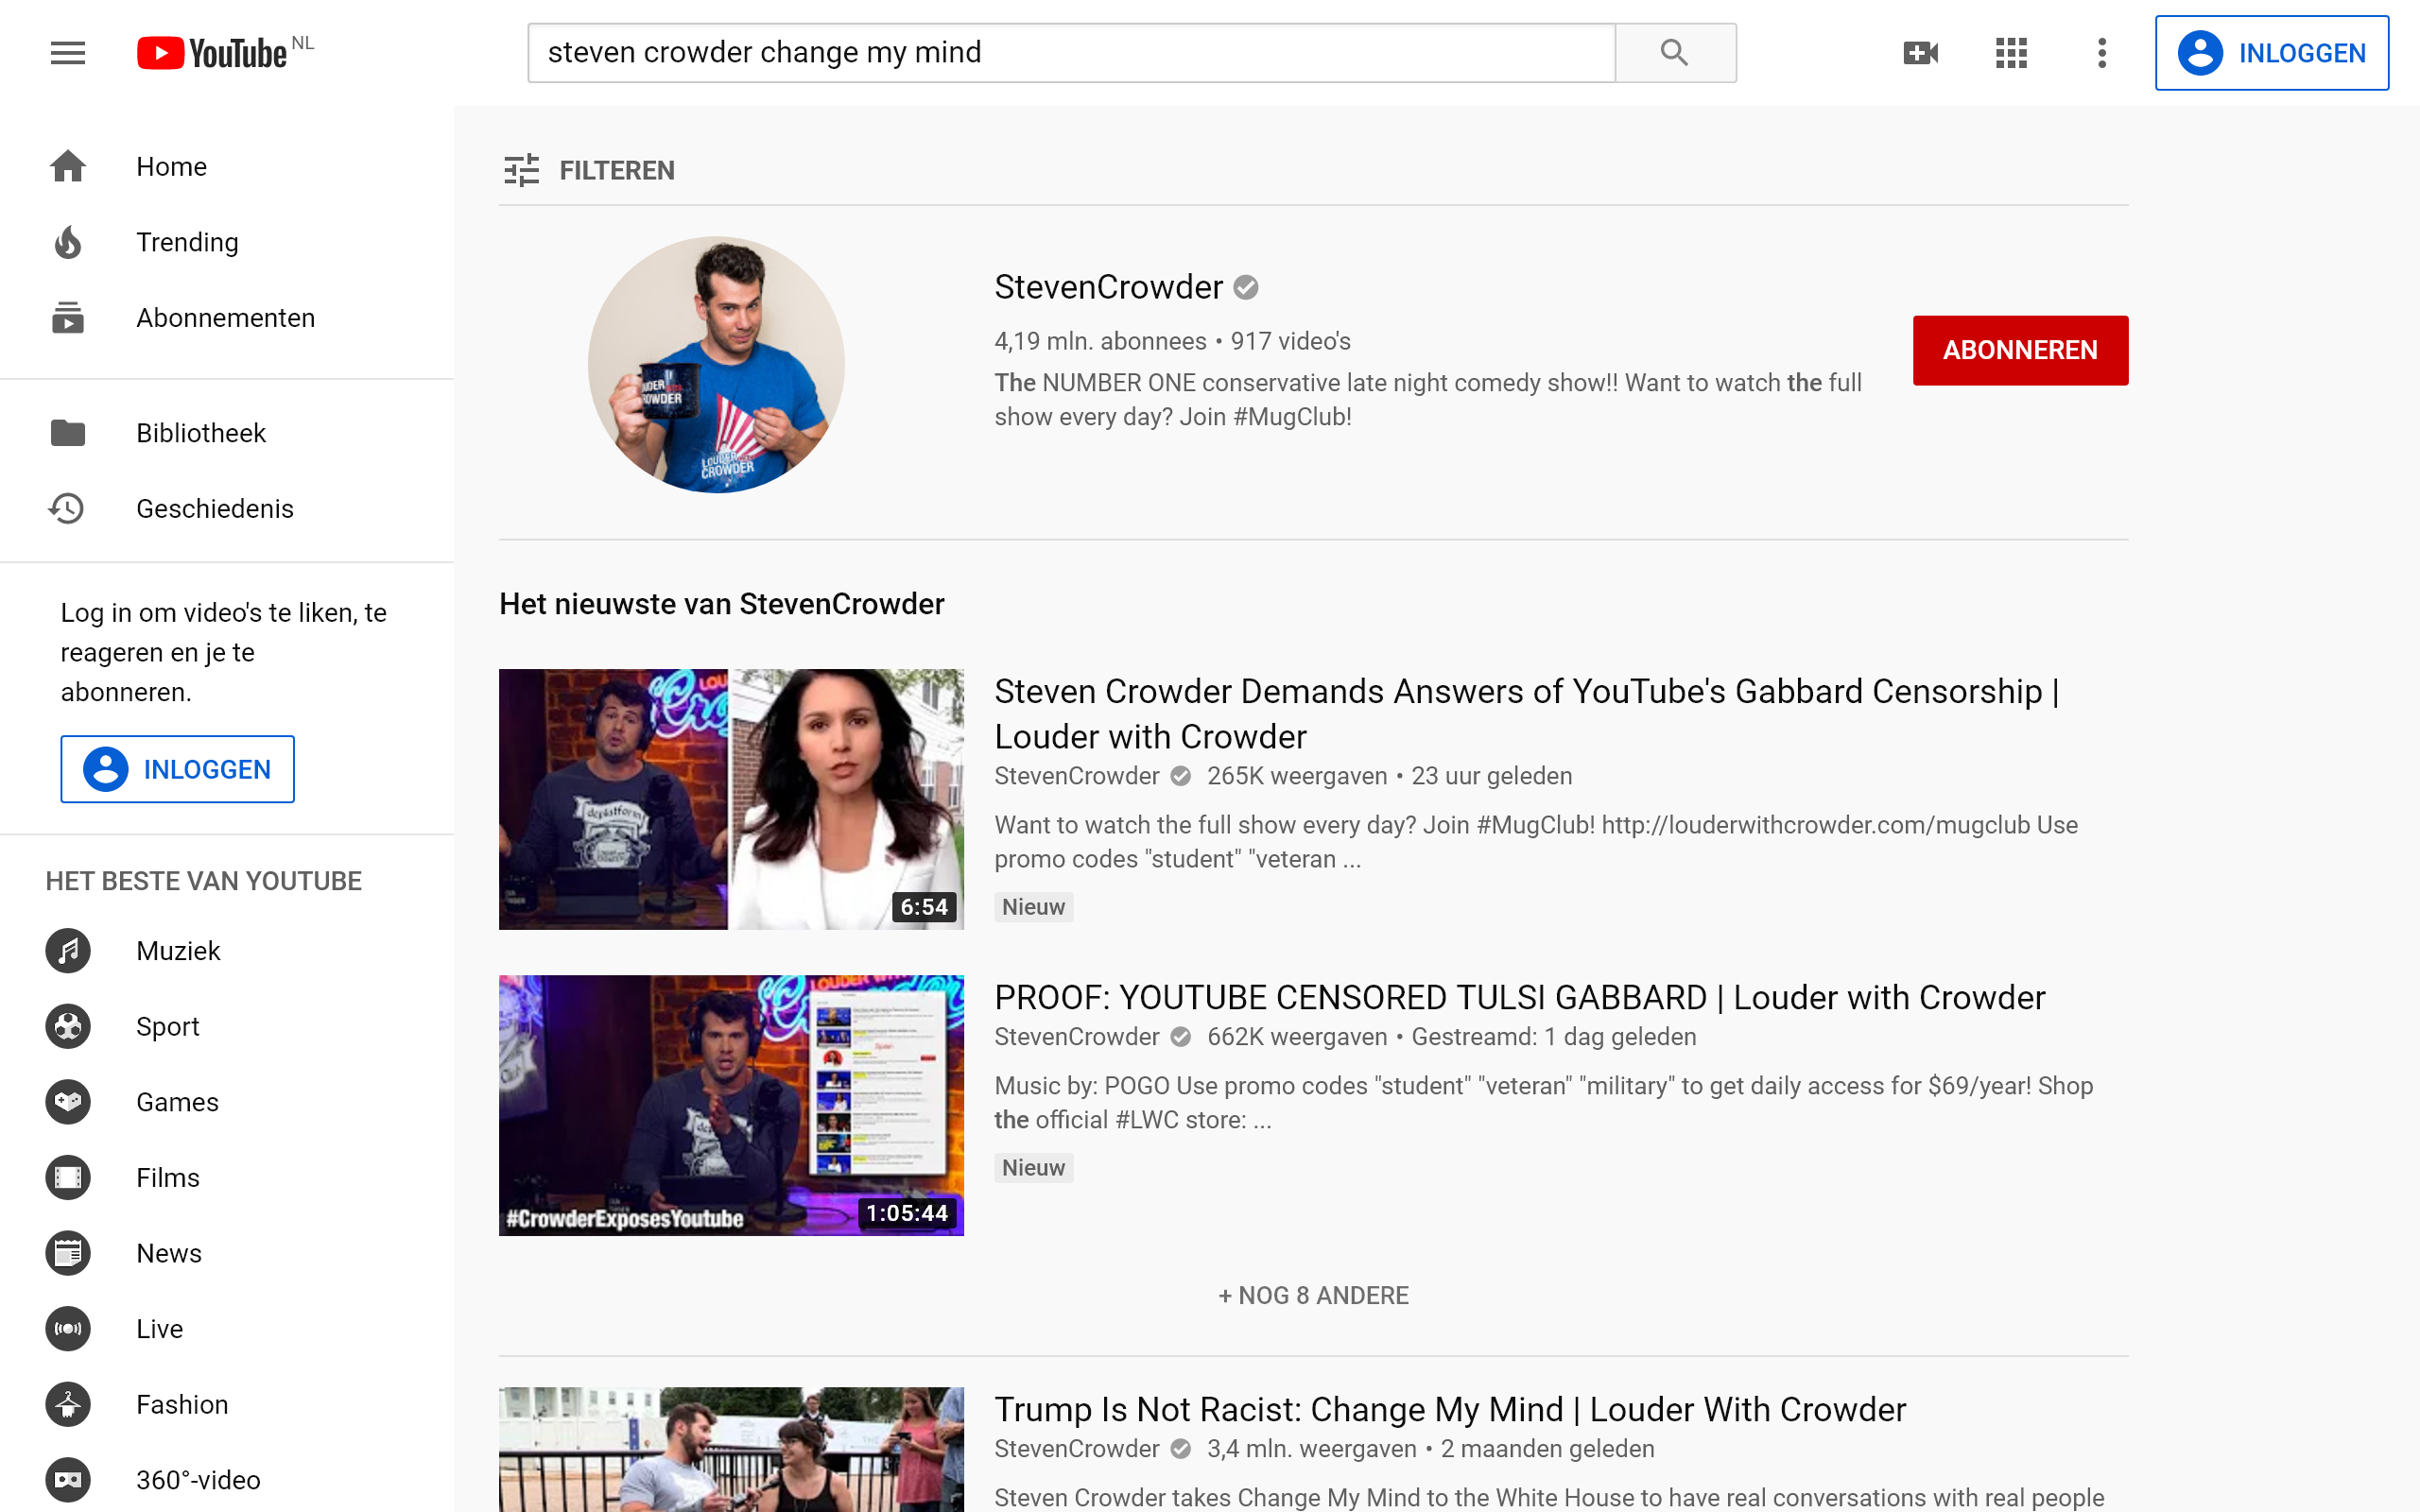 YouTube NL
steven crowder change my mind
INLOGGEN
Home
Trending
Abonnementen
Bibliotheek
Geschiedenis
Log in om video's te liken, te
reageren en je te
abonneren.
INLOGGEN
HET BESTE VAN YOUTUBE
Muziek
Sport
Games
Films
News
Live
Fashion
360°-video
FILTEREN
LOUDER
CROWDER
StevenCrowder
4,19 mln. abonnees • 917 video's
The NUMBER ONE conservative late night comedy show!! Want to watch the full
show every day? Join #MugClub!
ABONNEREN
Het nieuwste van StevenCrowder
6:54
Steven Crowder Demands Answers of YouTube's Gabbard Censorship |
Louder with Crowder
StevenCrowder 265K weergaven • 23 uur geleden
Want to watch the full show every day? Join #MugClub! http://louderwithcrowder.com/mugclub Use
promo codes "student" "veteran ...
Nieuw
#CrowderExposesYoutube
1:05:44
PROOF: YOUTUBE CENSORED TULSI GABBARD | Louder with Crowder
StevenCrowder 662K weergaven • Gestreamd: 1 dag geleden
Music by: POGO Use promo codes "student" "veteran" "military" to get daily access for $69/year! Shop
the official #LWC store: ...
Nieuw
+ NOG 8 ANDERE
Trump Is Not Racist: Change My Mind | Louder With Crowder
StevenCrowder 3,4 mln. weergaven • 2 maanden geleden
Steven Crowder takes Change My Mind to the White House to have real conversations with real people